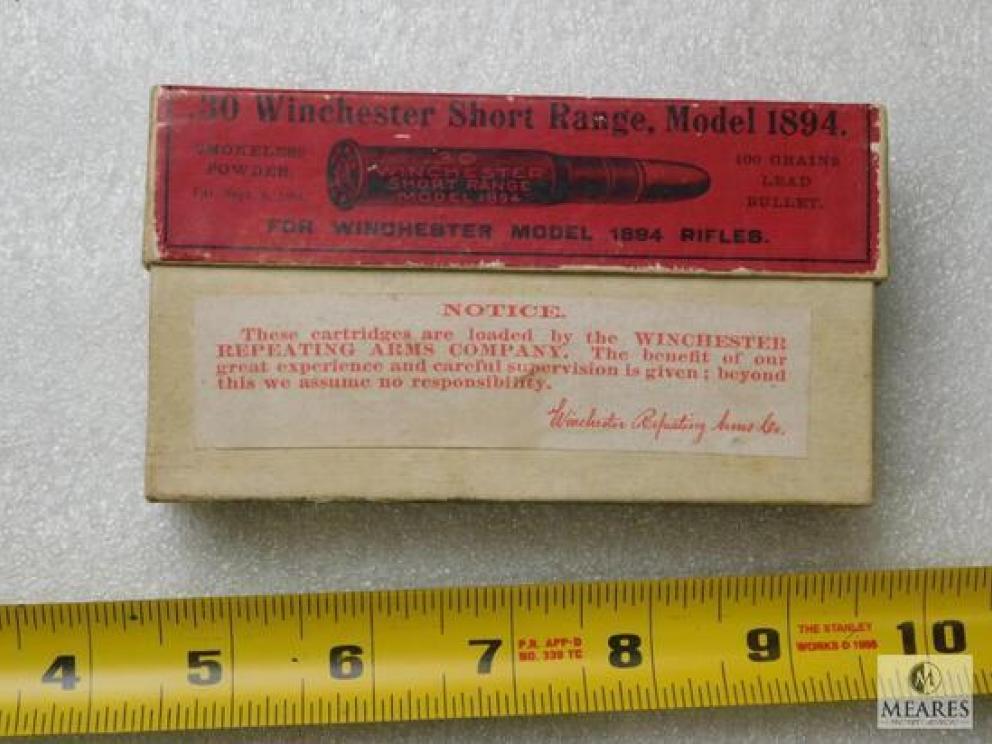 .30 Winchester Short Range, Model 1894.
SMOKELESS
POWDER.
100 GRAINS
LEAD
BULLET.
.30
WINCHESTER
SHORT RANGE
MODEL 1894
FOR WINCHESTER MODEL 1894 RIFLES.
NOTICE.
These cartridges are loaded by the WINCHESTER
REPEATING ARMS COMPANY. The benefit of our
great experience and careful supervision is given; beyond
this we assume no responsibility.
Winchester Repeating Arms Co.
4 5 6 7 8 9 10
P.R. APP-D
NO. 339 TC
THE STANLEY
WORKS © 1995
M
MEARES